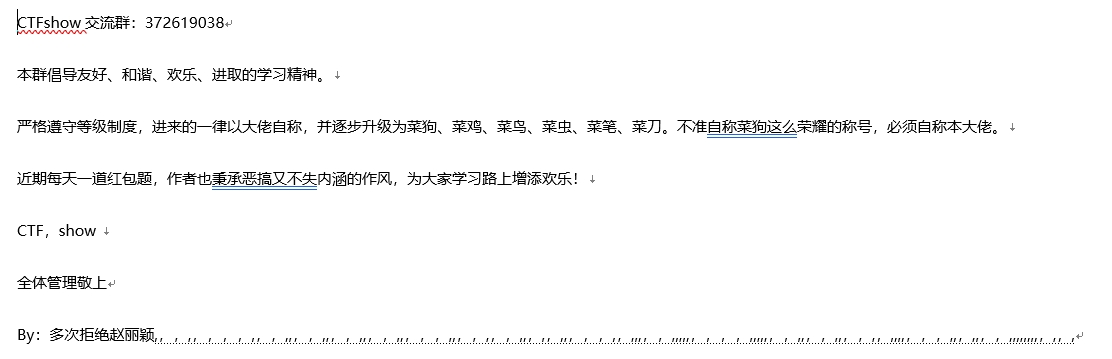 CTFshow 交流群：372619038
本群倡导友好、和谐、欢乐、进取的学习精神。
严格遵守等级制度，进来的一律以大佬自称，并逐步升级为菜狗、菜鸡、菜鸟、菜虫、菜笔、菜刀。不准自称菜狗这么荣耀的称号，必须自称本大佬。
近期每天一道红包题，作者也秉承恶搞又不失内涵的作风，为大家学习路上增添欢乐！
CTF，show
全体管理敬上
By：多次拒绝赵丽颖